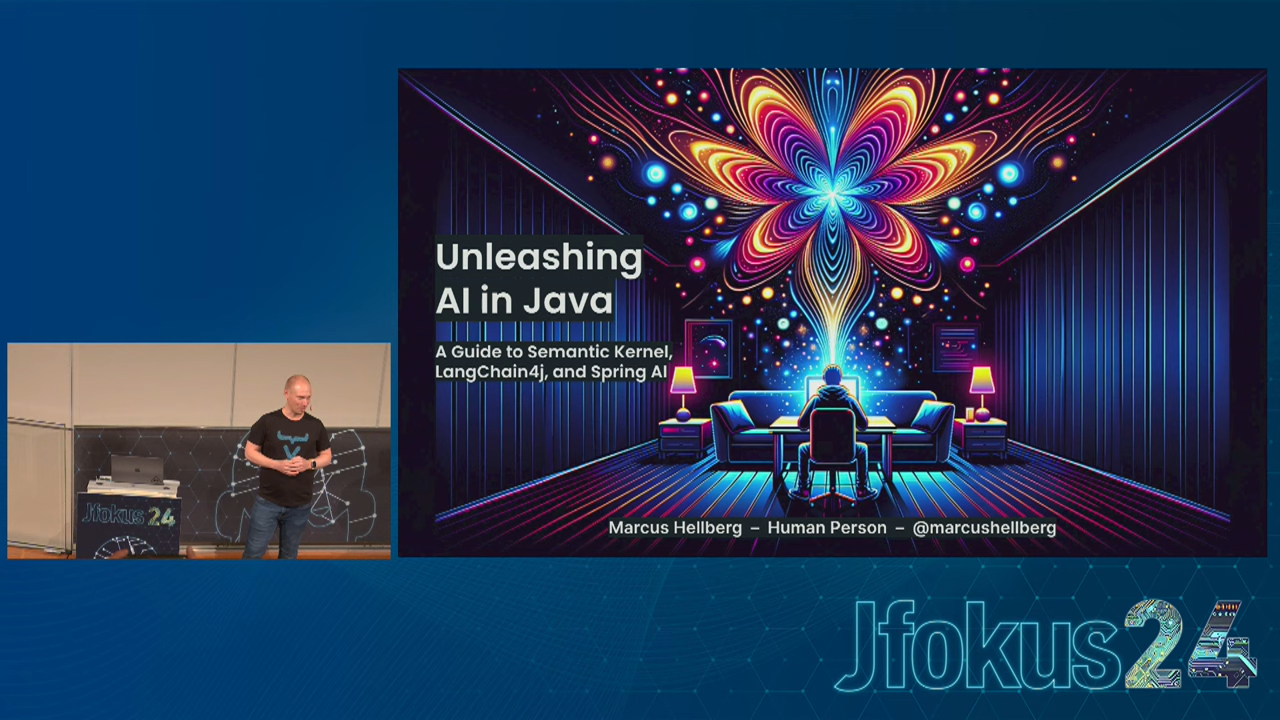 Unleashing
AI in Java
A Guide to Semantic Kernel,
LangChain4j, and Spring AI
Marcus Hellberg – Human Person – @marcushellberg
Jfokus 24
Jfokus24